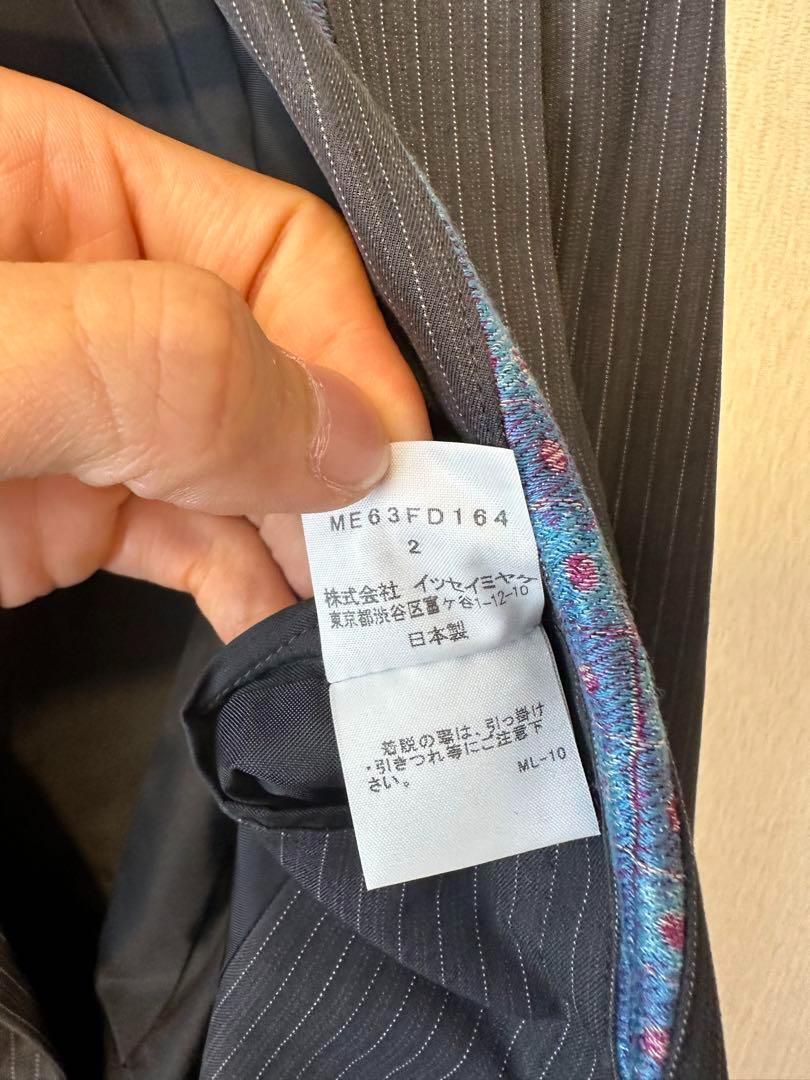 ME63FD164
2
株式会社 イッセイミヤケ
東京都渋谷区富ケ谷1-12-10
日本製
着脱の際は、引っ掛け
・引きつれ等にご注意下
さい。
ML-10